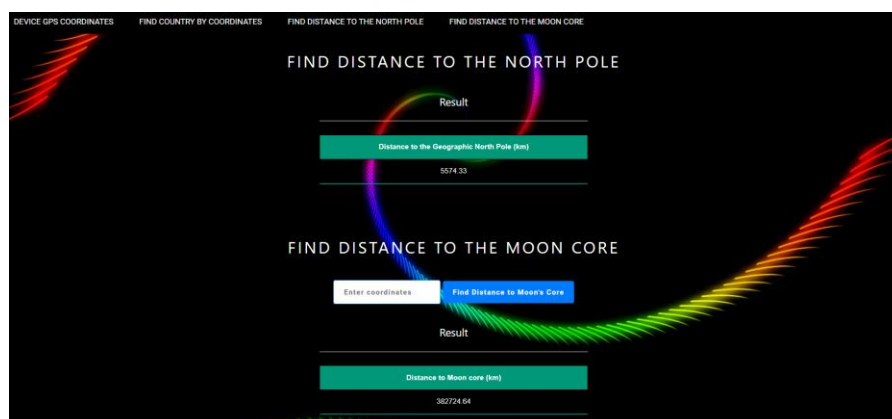 DEVICE GPS COORDINATES FIND COUNTRY BY COORDINATES FIND DISTANCE TO THE NORTH POLE FIND DISTANCE TO THE MOON CORE
FIND DISTANCE TO THE NORTH POLE
Result
Distance to the Geographic North Pole (km)
5574.33
FIND DISTANCE TO THE MOON CORE
Enter coordinates Find Distance to Moon's Core
Result
Distance to Moon core (km)
382724.64